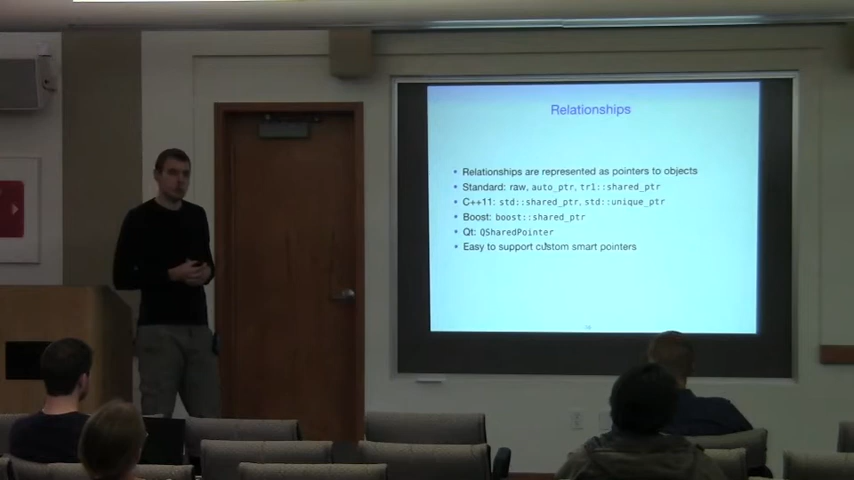 Relationships
• Relationships are represented as pointers to objects
• Standard: raw, auto_ptr, tr1::shared_ptr
• C++11: std::shared_ptr, std::unique_ptr
• Boost: boost::shared_ptr
• Qt: QSharedPointer
• Easy to support custom smart pointers